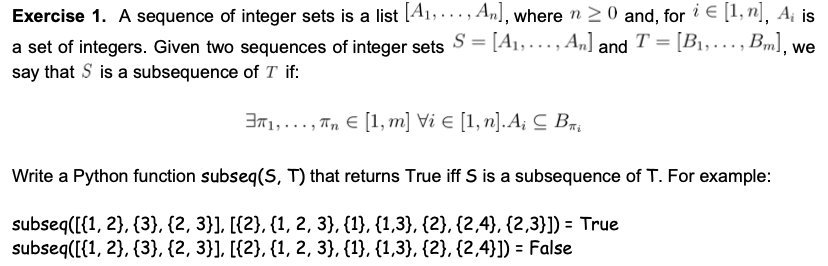 Exercise 1. A sequence of integer sets is a list [A₁, . . . , Aₙ], where n ≥ 0 and, for i ∈ [1, n], Aᵢ is
a set of integers. Given two sequences of integer sets S = [A₁, . . . , Aₙ] and T = [B₁, . . . , Bₘ], we
say that S is a subsequence of T if:
∃π₁, . . . , πₙ ∈ [1, m] ∀i ∈ [1, n].Aᵢ ⊆ B_{πᵢ}
Write a Python function subseq(S, T) that returns True iff S is a subsequence of T. For example:
subseq([{1, 2}, {3}, {2, 3}], [{2}, {1, 2, 3}, {1}, {1,3}, {2}, {2,4}, {2,3}]) = True
subseq([{1, 2}, {3}, {2, 3}], [{2}, {1, 2, 3}, {1}, {1,3}, {2}, {2,4}]) = False